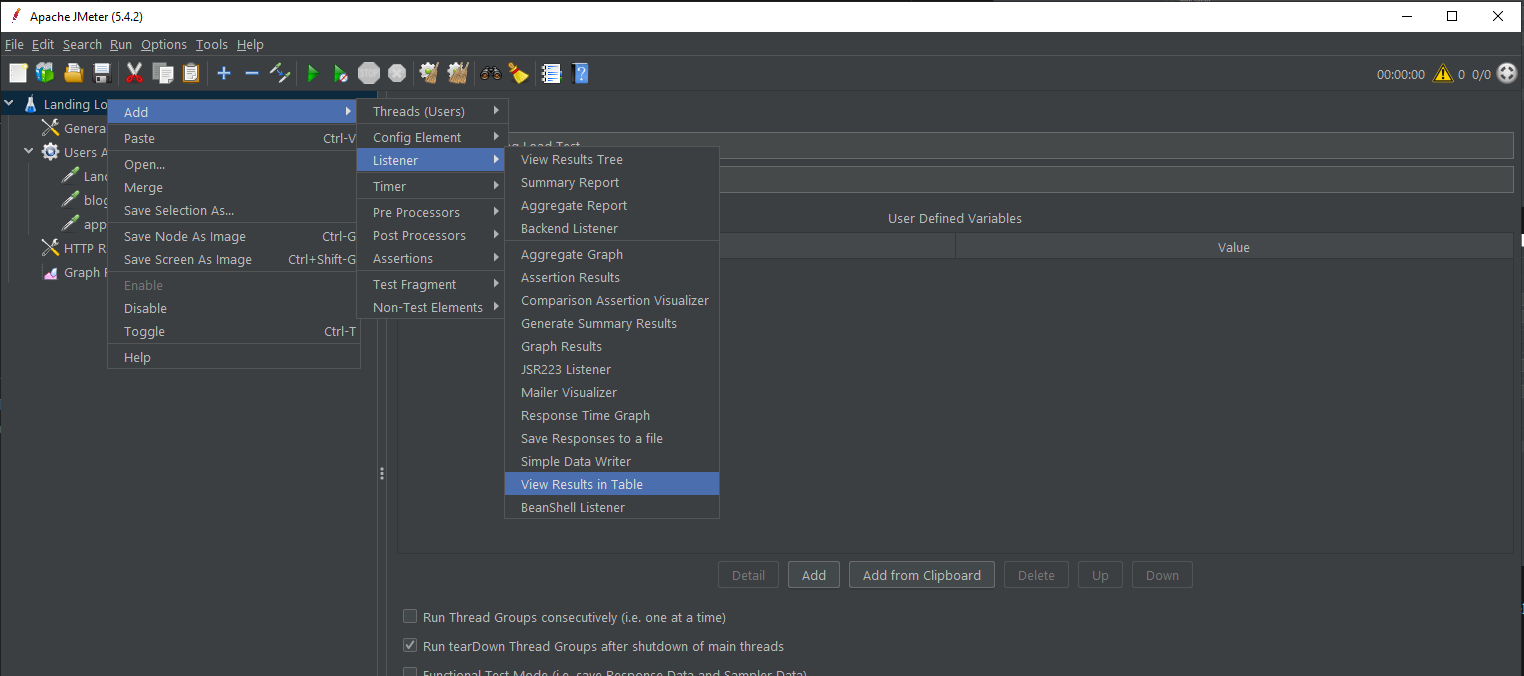 Apache JMeter (5.4.2)
File Edit Search Run Options Tools Help
00:00:00 0 0/0
Landing Lo
Genera
Users A
Lan
blog
app
HTTP R
Graph R
Add
Paste Ctrl-V
Open...
Merge
Save Selection As...
Save Node As Image Ctrl-G
Save Screen As Image Ctrl+Shift-G
Enable
Disable
Toggle Ctrl-T
Help
Threads (Users)
Config Element
Listener
Timer
Pre Processors
Post Processors
Assertions
Test Fragment
Non-Test Elements
g Load Test
View Results Tree
Summary Report
Aggregate Report
Backend Listener
Aggregate Graph
Assertion Results
Comparison Assertion Visualizer
Generate Summary Results
Graph Results
JSR223 Listener
Mailer Visualizer
Response Time Graph
Save Responses to a file
Simple Data Writer
View Results in Table
BeanShell Listener
User Defined Variables
Value
Detail Add Add from Clipboard Delete Up Down
Run Thread Groups consecutively (i.e. one at a time)
Run tearDown Thread Groups after shutdown of main threads
Functional Test Mode (i.e. save Response Data and Sampler Data)